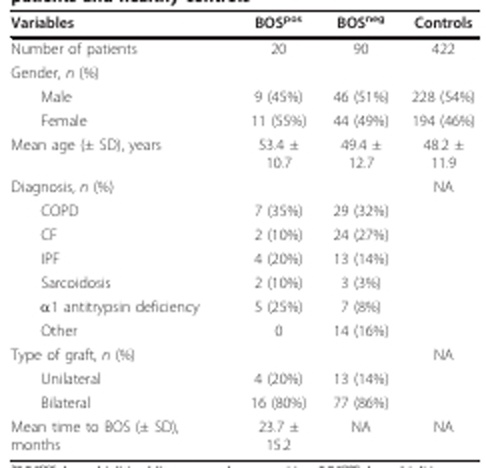 patients and healthy controls
Variables BOSpos BOSneg Controls
Number of patients 20 90 422
Gender, n (%)
Male 9 (45%) 46 (51%) 228 (54%)
Female 11 (55%) 44 (49%) 194 (46%)
Mean age (± SD), years 53.4 ± 49.4 ± 48.2 ±
10.7 12.7 11.9
Diagnosis, n (%) NA
COPD 7 (35%) 29 (32%)
CF 2 (10%) 24 (27%)
IPF 4 (20%) 13 (14%)
Sarcoidosis 2 (10%) 3 (3%)
α1 antitrypsin deficiency 5 (25%) 7 (8%)
Other 0 14 (16%)
Type of graft, n (%) NA
Unilateral 4 (20%) 13 (14%)
Bilateral 16 (80%) 77 (86%)
Mean time to BOS (± SD), 23.7 ± NA NA
months 15.2